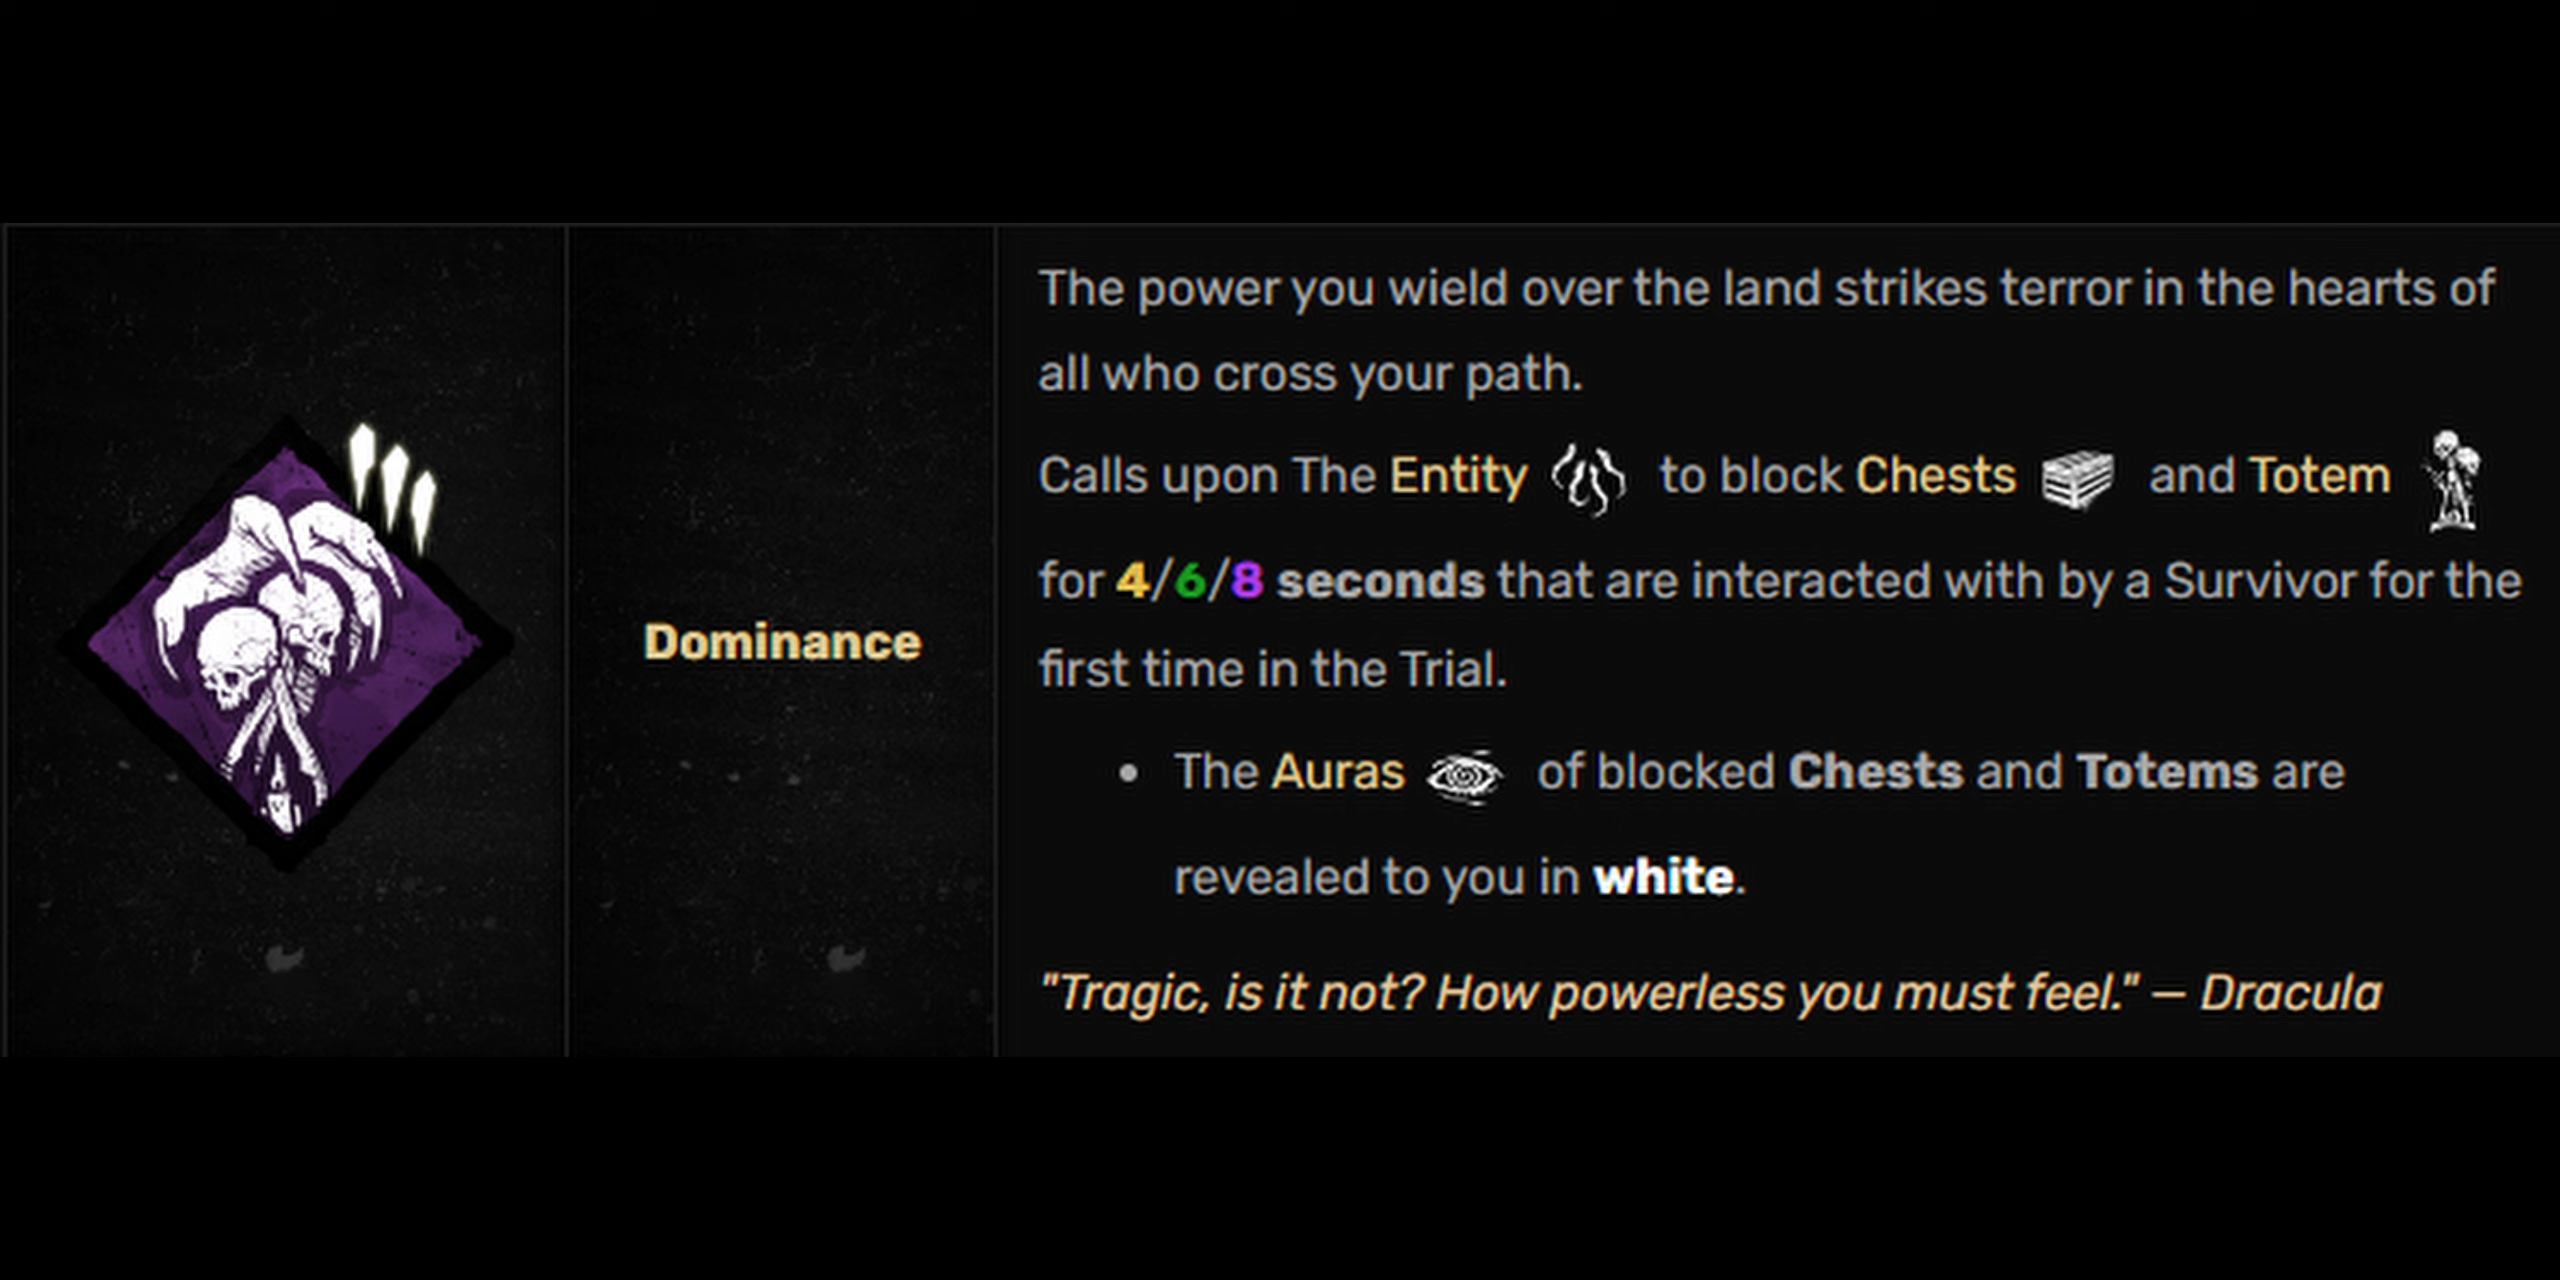 The power you wield over the land strikes terror in the hearts of
all who cross your path.
Calls upon The Entity to block Chests and Totem
for 4/6/8 seconds that are interacted with by a Survivor for the
Dominance
first time in the Trial.
• The Auras of blocked Chests and Totems are
revealed to you in white.
"Tragic, is it not? How powerless you must feel." — Dracula